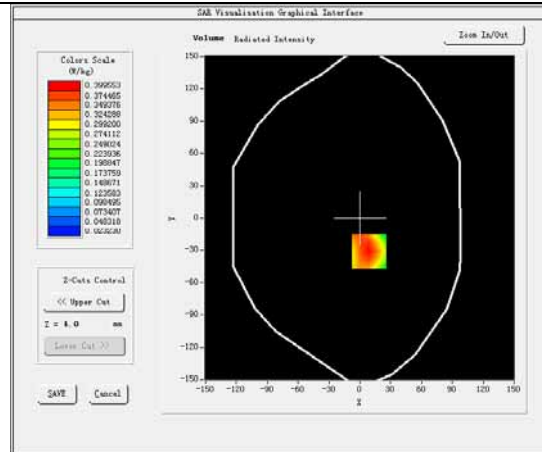 SAR Visualisation Graphical Interface
Volume Radiated Intensity
Zoom In/Out
Colors Scale
(W/kg)
0.399553
0.374465
0.349376
0.324288
0.299200
0.274112
0.249024
0.223936
0.198847
0.173759
0.148671
0.123583
0.098495
0.073407
0.048318
0.023230
150
120
90
60
30
0
-30
-60
-90
-120
-150
Y
-150 -120 -90 -60 -30 0 30 60 90 120 150
X
Z-Cuts Control
<< Upper Cut
Z = 4.0 mm
Lower Cut >>
SAVE
Cancel